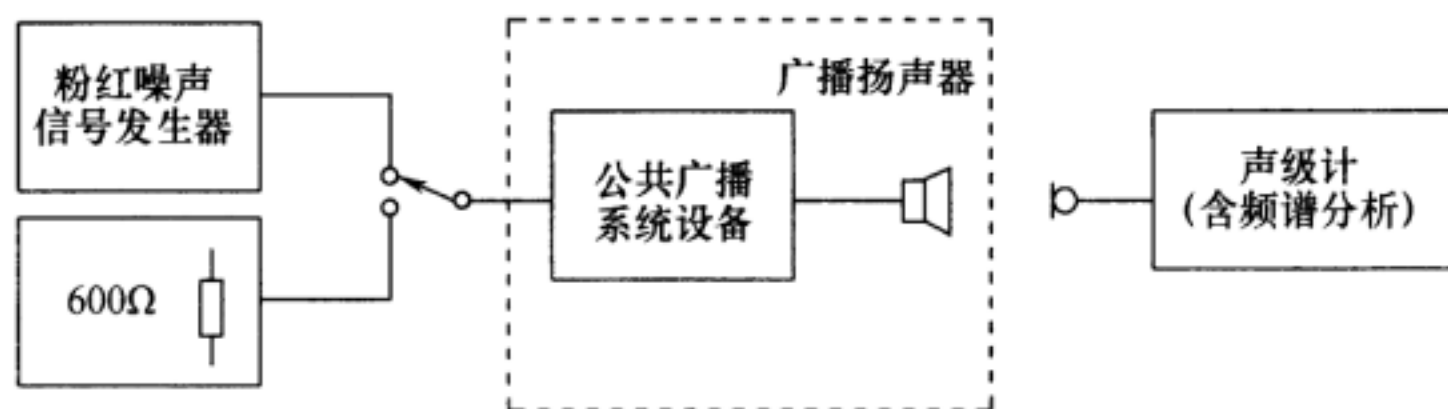 粉红噪声
信号发生器
600Ω
广播扬声器
公共广播
系统设备
声级计
(含频谱分析)